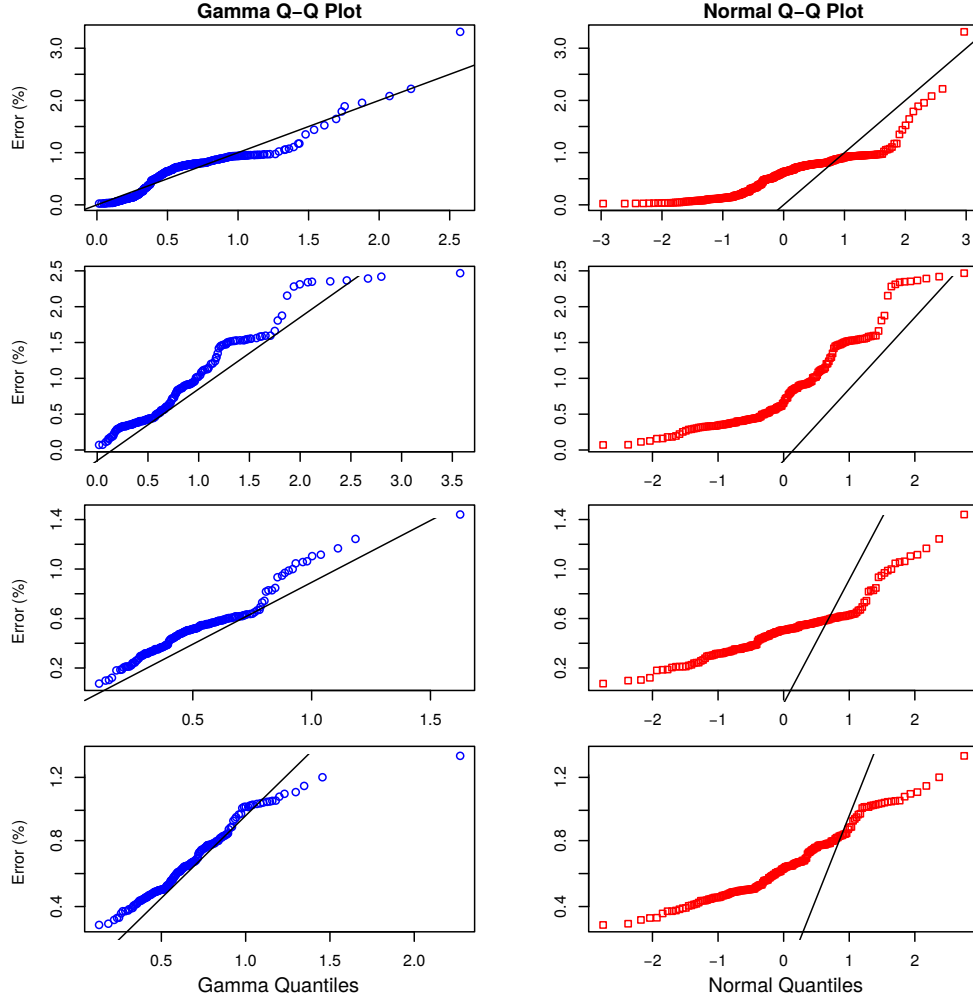 Gamma Q−Q Plot
Normal Q−Q Plot
Error (%)
0.0 1.0 2.0 3.0
0.0 0.5 1.0 1.5 2.0 2.5
−3 −2 −1 0 1 2 3
0.0 1.0 2.0 3.0
Error (%)
0.0 0.5 1.0 1.5 2.0 2.5
0.0 0.5 1.0 1.5 2.0 2.5 3.0 3.5
0.0 0.5 1.0 1.5 2.0 2.5
−2 −1 0 1 2
Error (%)
0.2 0.6 1.0 1.4
0.5 1.0 1.5
0.2 0.6 1.0 1.4
−2 −1 0 1 2
Error (%)
0.4 0.8 1.2
0.5 1.0 1.5 2.0
0.4 0.8 1.2
−2 −1 0 1 2
Gamma Quantiles
Normal Quantiles